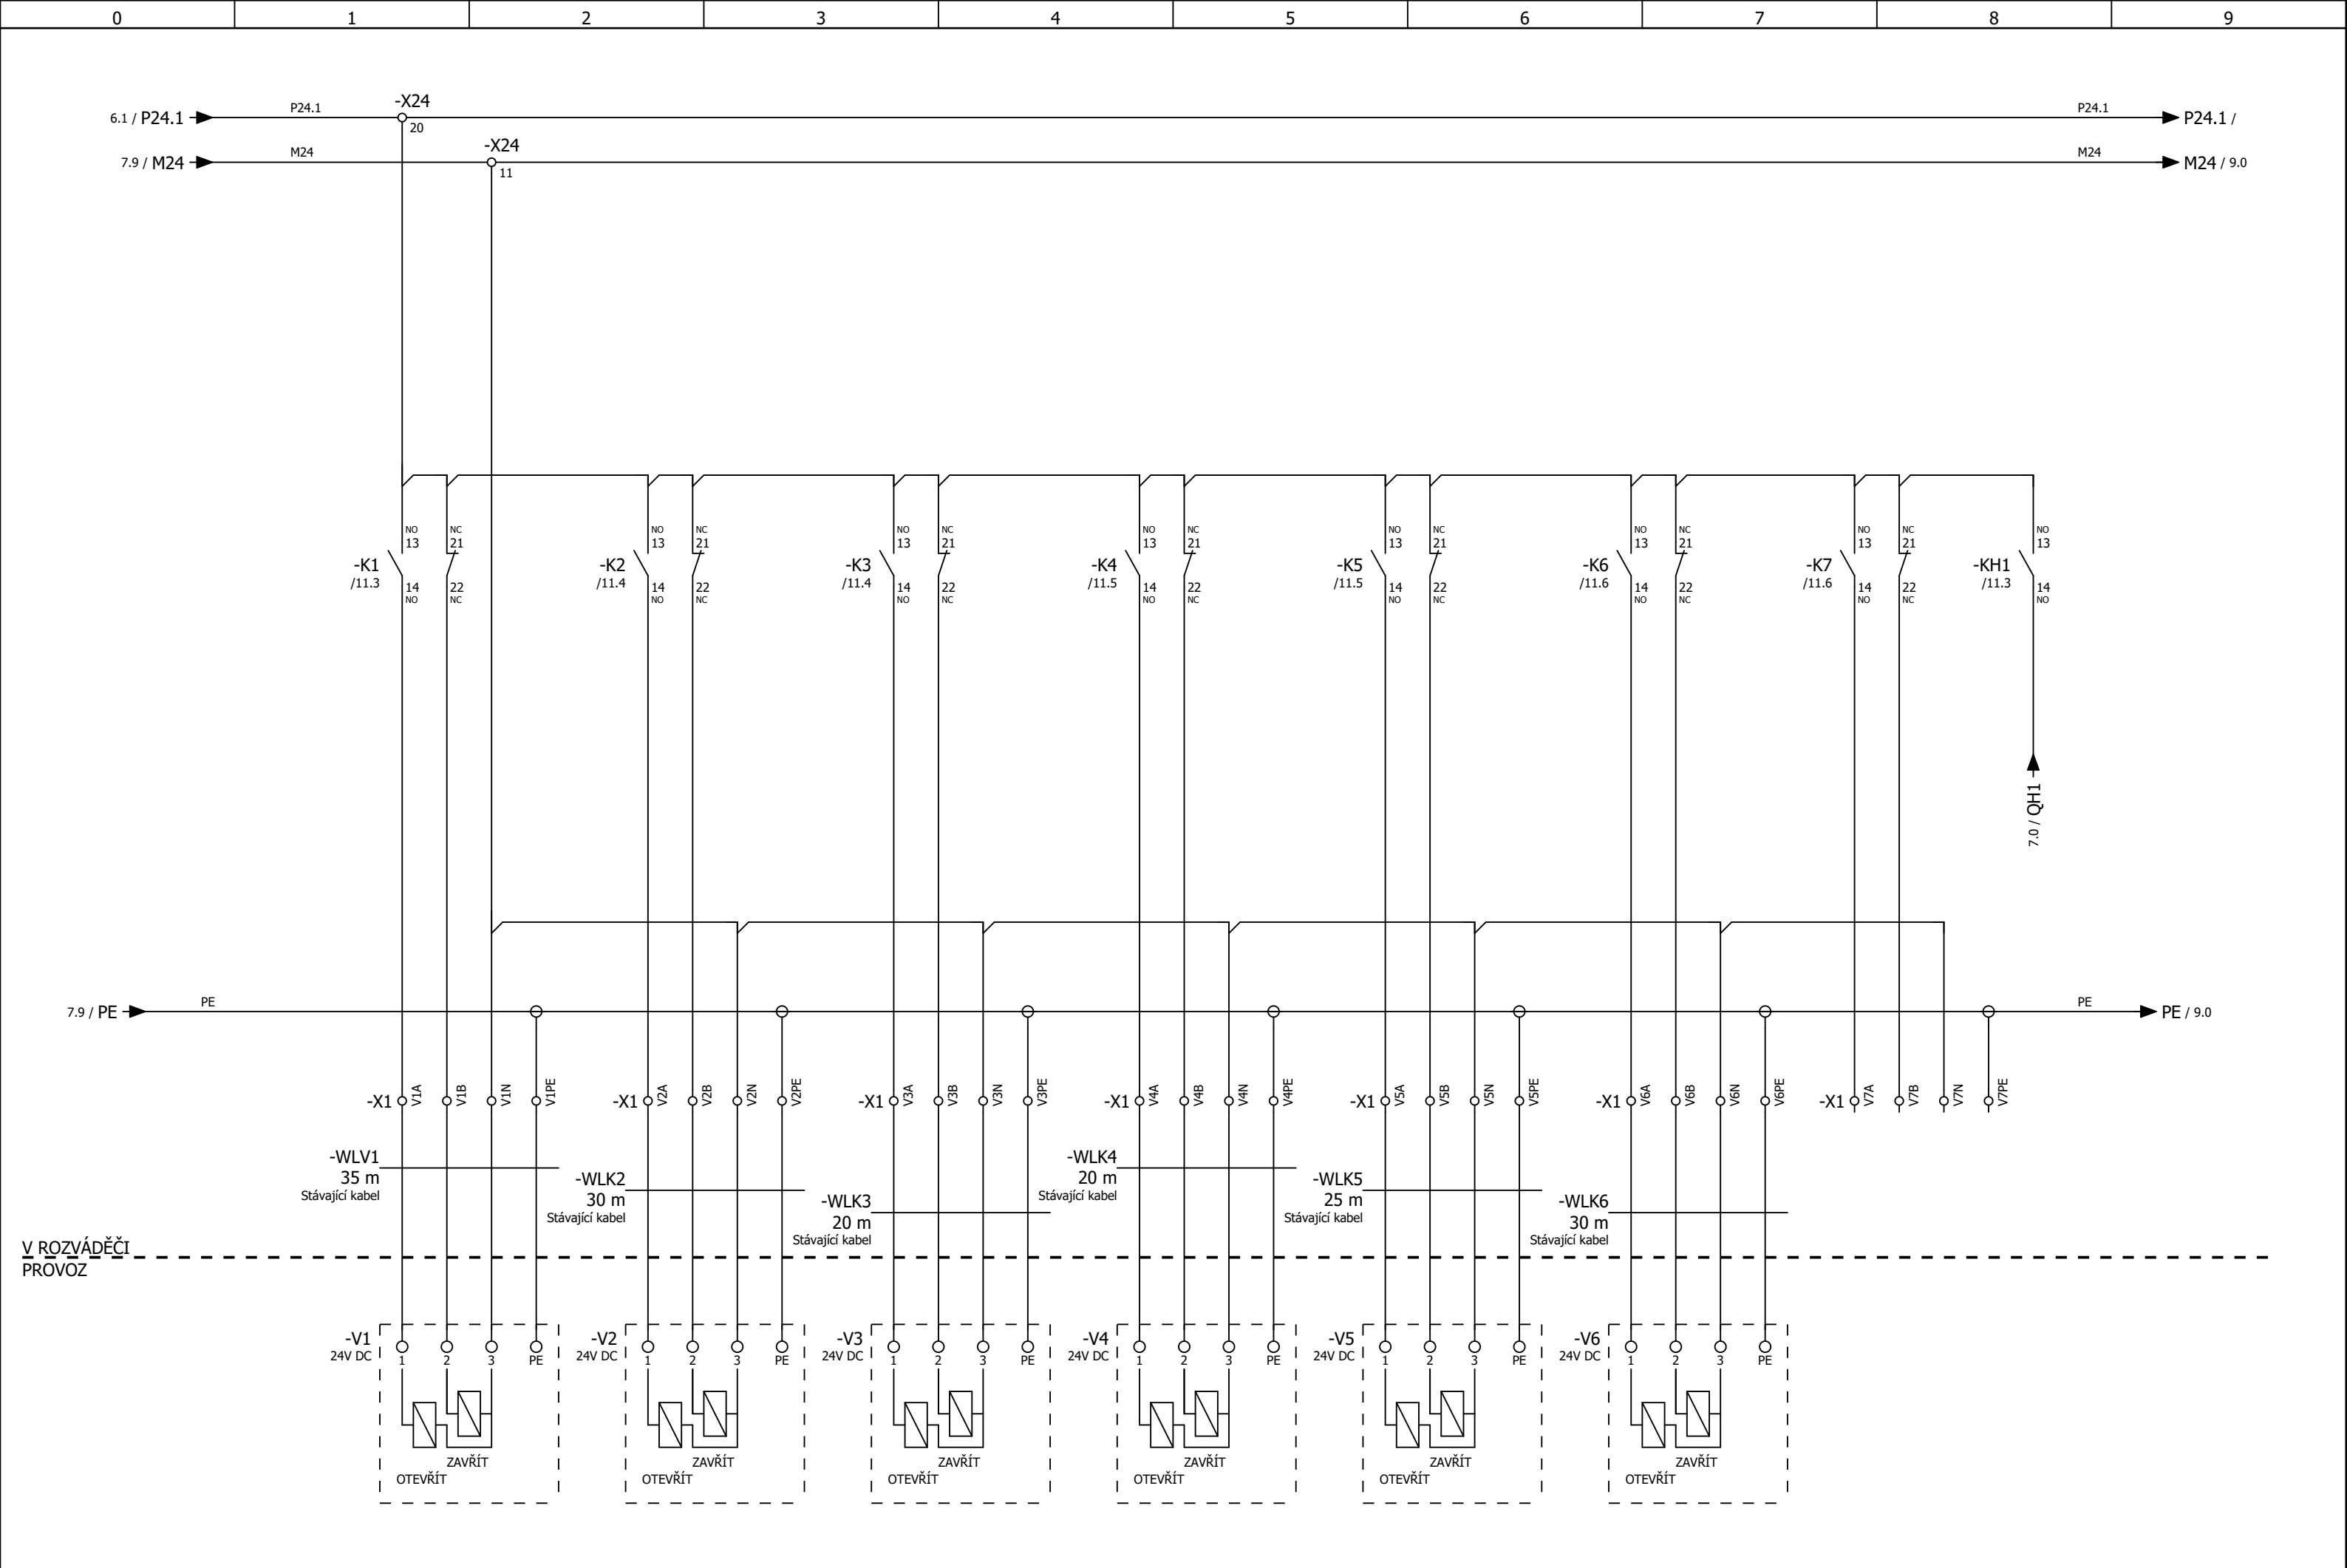 0 1 2 3 4 5 6 7 8 9
-X24
P24.1 P24.1
6.1 / P24.1 P24.1 /
20
-X24
M24 M24
7.9 / M24 M24 / 9.0
11
NO NC NO NC NO NC NO NC NO NC NO NC NO NC NO
13 21 13 21 13 21 13 21 13 21 13 21 13 21 13
-K1 -K2 -K3 -K4 -K5 -K6 -K7 -KH1
/11.3 /11.4 /11.4 /11.5 /11.5 /11.6 /11.6 /11.3
14 22 14 22 14 22 14 22 14 22 14 22 14 22 14
NO NC NO NC NO NC NO NC NO NC NO NC NO NC NO
7.0 / QH1
PE PE
7.9 / PE PE / 9.0
-X1 V1A V1B V1N V1PE -X1 V2A V2B V2N V2PE -X1 V3A V3B V3N V3PE -X1 V4A V4B V4N V4PE -X1 V5A V5B V5N V5PE -X1 V6A V6B V6N V6PE -X1 V7A V7B V7N V7PE
-WLV1
35 m
Stávající kabel
-WLK2
30 m
Stávající kabel
-WLK3
20 m
Stávající kabel
-WLK4
20 m
Stávající kabel
-WLK5
25 m
Stávající kabel
-WLK6
30 m
Stávající kabel
V ROZVÁDĚČI
PROVOZ
-V1 -V2 -V3 -V4 -V5 -V6
24V DC 24V DC 24V DC 24V DC 24V DC 24V DC
1 2 3 PE 1 2 3 PE 1 2 3 PE 1 2 3 PE 1 2 3 PE 1 2 3 PE
ZAVŘÍT ZAVŘÍT ZAVŘÍT ZAVŘÍT ZAVŘÍT ZAVŘÍT
OTEVŘÍT OTEVŘÍT OTEVŘÍT OTEVŘÍT OTEVŘÍT OTEVŘÍT